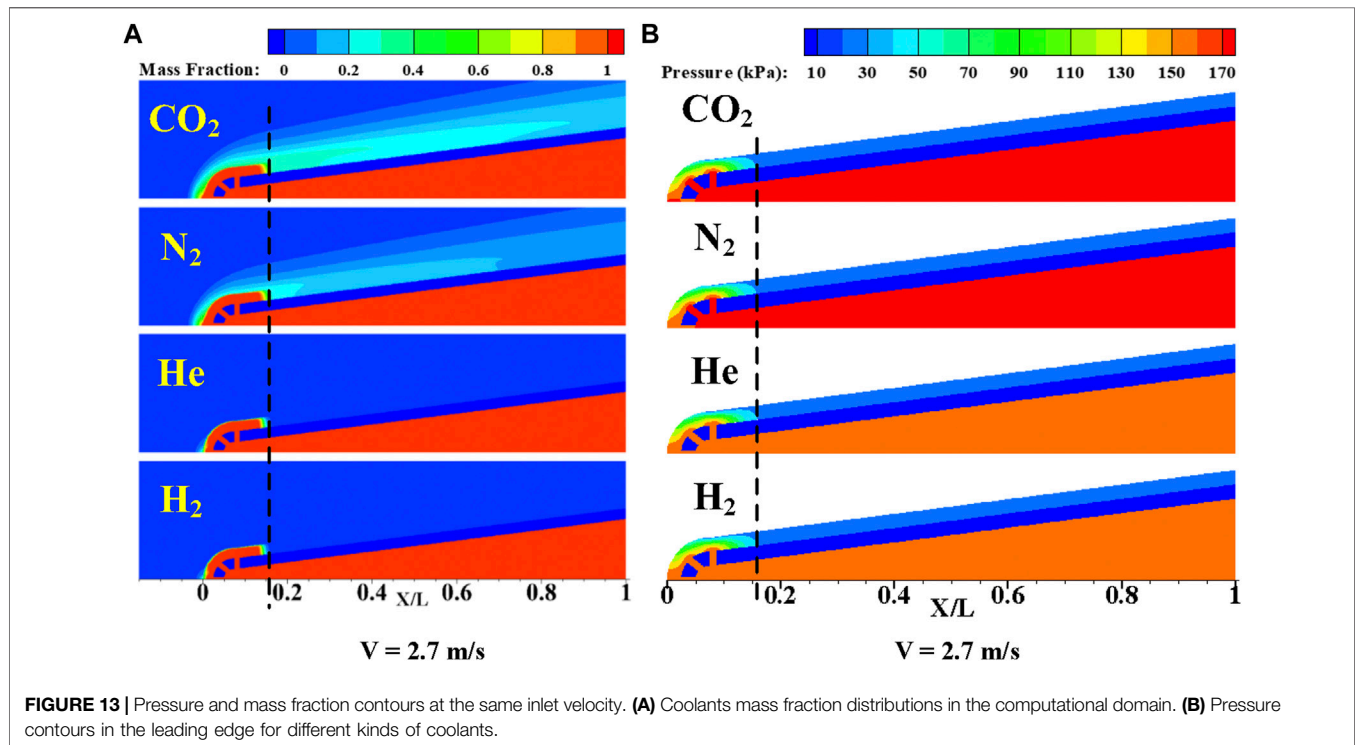 A
Mass Fraction: 0 0.2 0.4 0.6 0.8 1
CO₂
N₂
He
H₂
0 0.2 0.4 X/L 0.6 0.8 1
V = 2.7 m/s
B
Pressure (kPa): 10 30 50 70 90 110 130 150 170
CO₂
N₂
He
H₂
0 0.2 0.4 0.6 0.8 1
X/L
V = 2.7 m/s
FIGURE 13 | Pressure and mass fraction contours at the same inlet velocity. (A) Coolants mass fraction distributions in the computational domain. (B) Pressure
contours in the leading edge for different kinds of coolants.